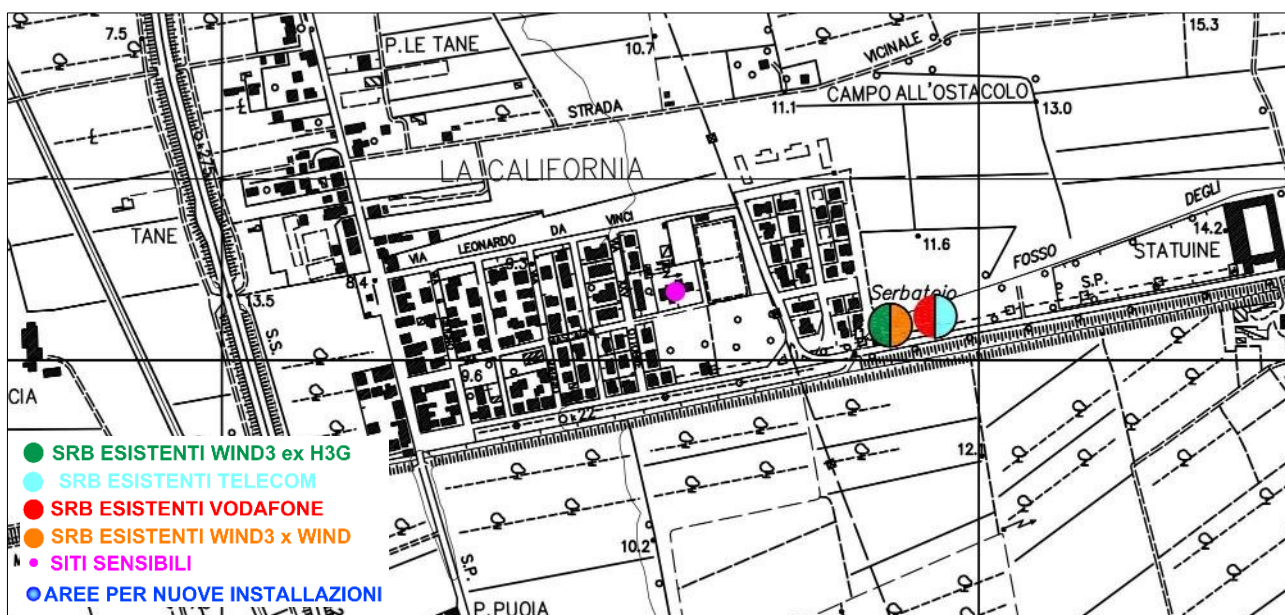 7.5
P.LE TANE
10.7
VICINALE
15.3
STRADA
11.1
CAMPO ALL'OSTACOLO
13.0
LA CALIFORNIA
TANE
VIA LEONARDO DA VINCI
9.3
8.4
13.5
S.S.
11.6
FOSSO
DEGLI
14.2
STATUINE
S.P.
Serbatoio
9.6
CIA
22
12.1
10.2
S.P.
P.PUOIA
SRB ESISTENTI WIND3 ex H3G
SRB ESISTENTI TELECOM
SRB ESISTENTI VODAFONE
SRB ESISTENTI WIND3 x WIND
SITI SENSIBILI
AREE PER NUOVE INSTALLAZIONI